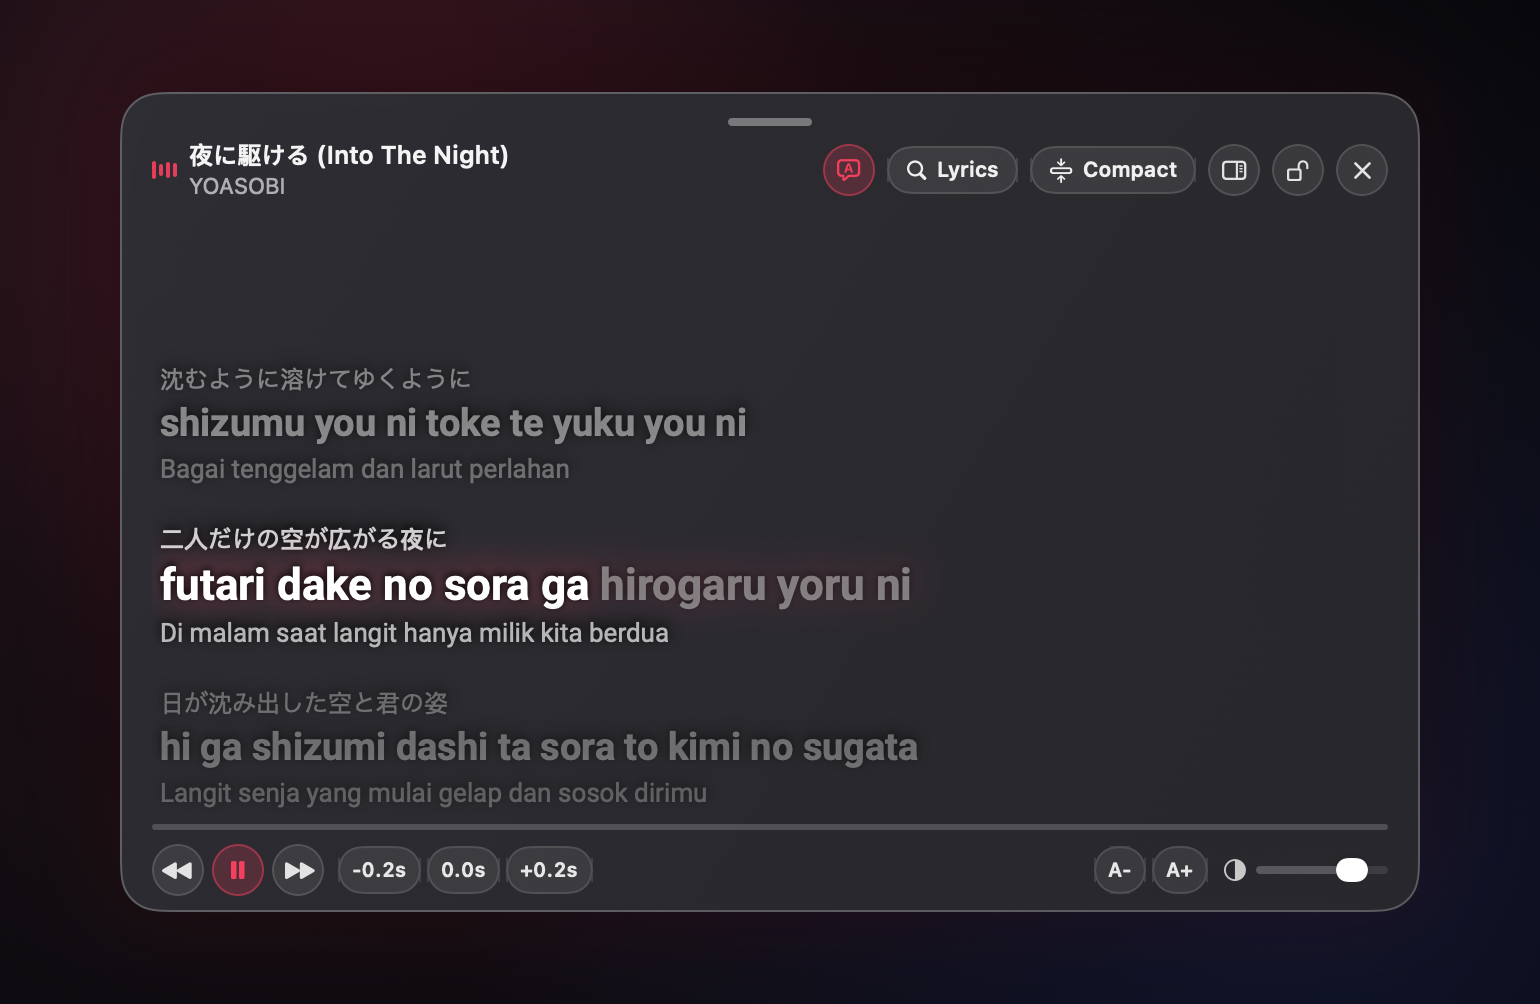 夜に駆ける (Into The Night)
YOASOBI
A
Lyrics
Compact
沈むように溶けてゆくように
shizumu you ni toke te yuku you ni
Bagai tenggelam dan larut perlahan
二人だけの空が広がる夜に
futari dake no sora ga hirogaru yoru ni
Di malam saat langit hanya milik kita berdua
日が沈み出した空と君の姿
hi ga shizumi dashi ta sora to kimi no sugata
Langit senja yang mulai gelap dan sosok dirimu
-0.2s
0.0s
+0.2s
A-
A+